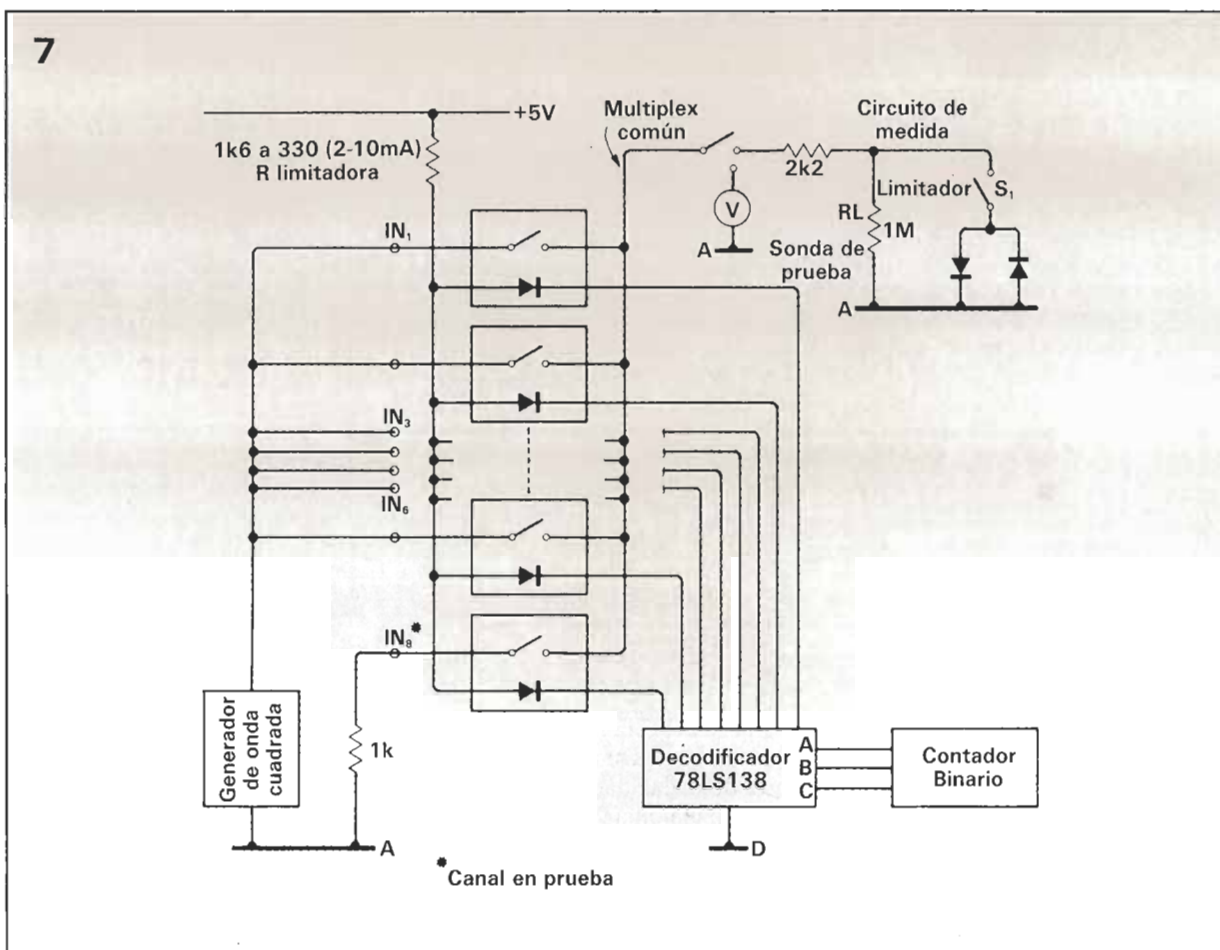 7
+5V
1k6 a 330 (2-10mA)
R limitadora
Multiplex
común
Circuito de
medida
2k2
Limitador S₁
V
RL
1M
A
Sonda de
prueba
A
IN₁
IN₃
IN₆
IN₈*
Generador
de onda
cuadrada
1k
A
Decodificador
78LS138
A
B
C
Contador
Binario
D
*Canal en prueba